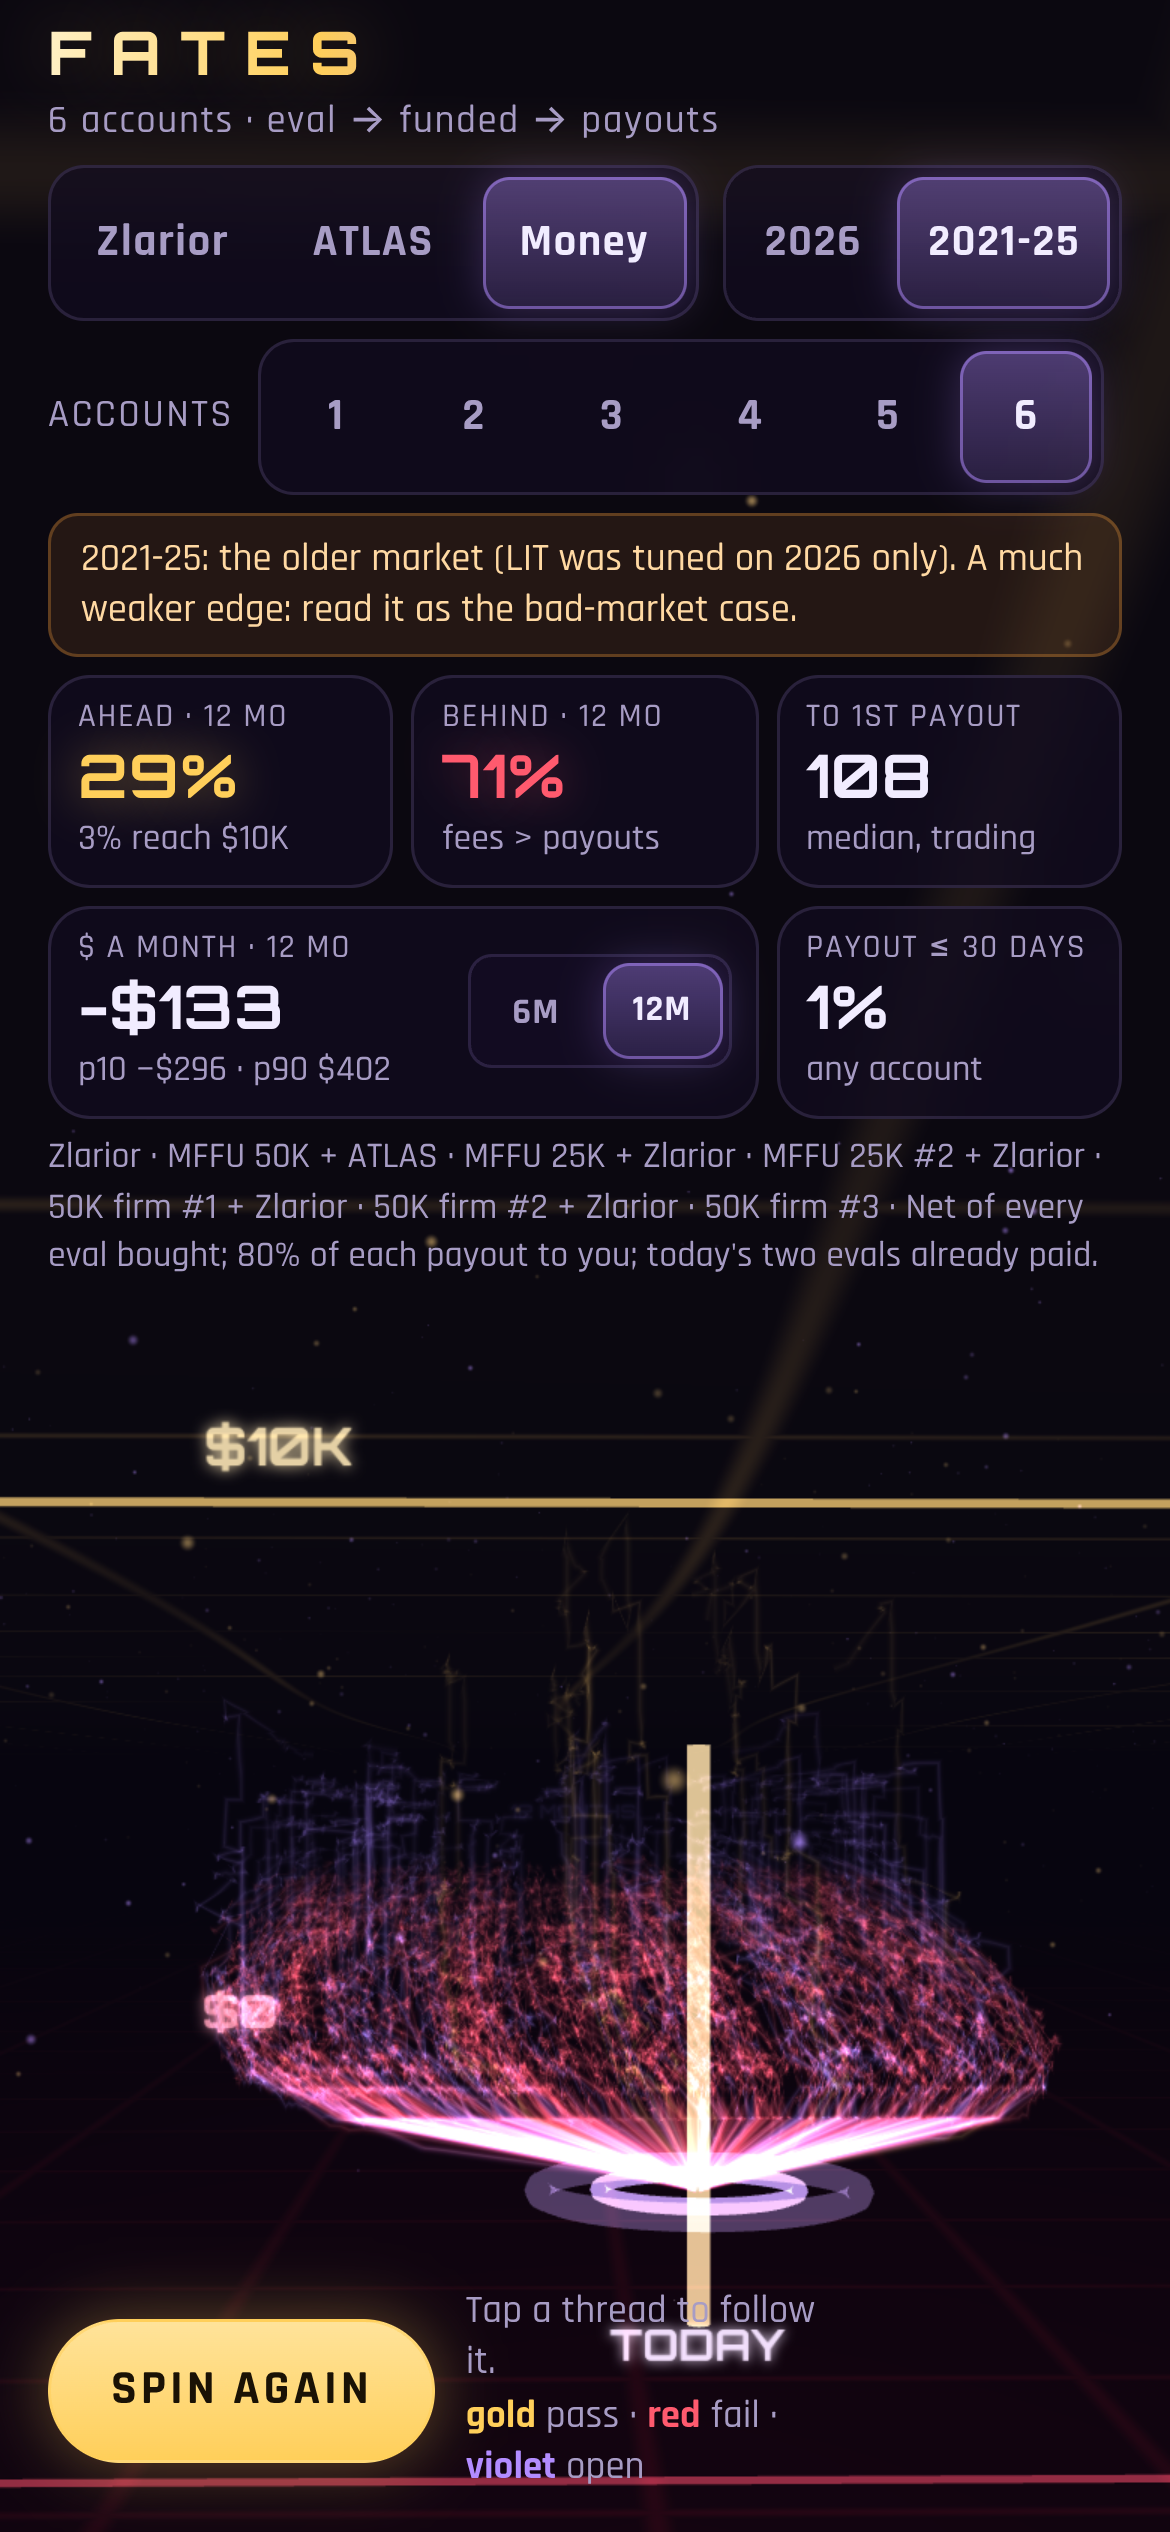 FATES
6 accounts · eval → funded → payouts
Zlarior ATLAS Money 2026 2021-25
ACCOUNTS 1 2 3 4 5 6
2021-25: the older market (LIT was tuned on 2026 only). A much
weaker edge: read it as the bad-market case.
AHEAD · 12 MO BEHIND · 12 MO TO 1ST PAYOUT
29% 71% 108
3% reach $10K fees > payouts median, trading
$ A MONTH · 12 MO PAYOUT ≤ 30 DAYS
-$133 6M 12M 1%
p10 −$296 · p90 $402 any account
Zlarior · MFFU 50K + ATLAS · MFFU 25K + Zlarior · MFFU 25K #2 + Zlarior ·
50K firm #1 + Zlarior · 50K firm #2 + Zlarior · 50K firm #3 · Net of every
eval bought; 80% of each payout to you; today's two evals already paid.
$10K
$0
Tap a thread to follow
it.
TODAY
SPIN AGAIN
gold pass · red fail ·
violet open